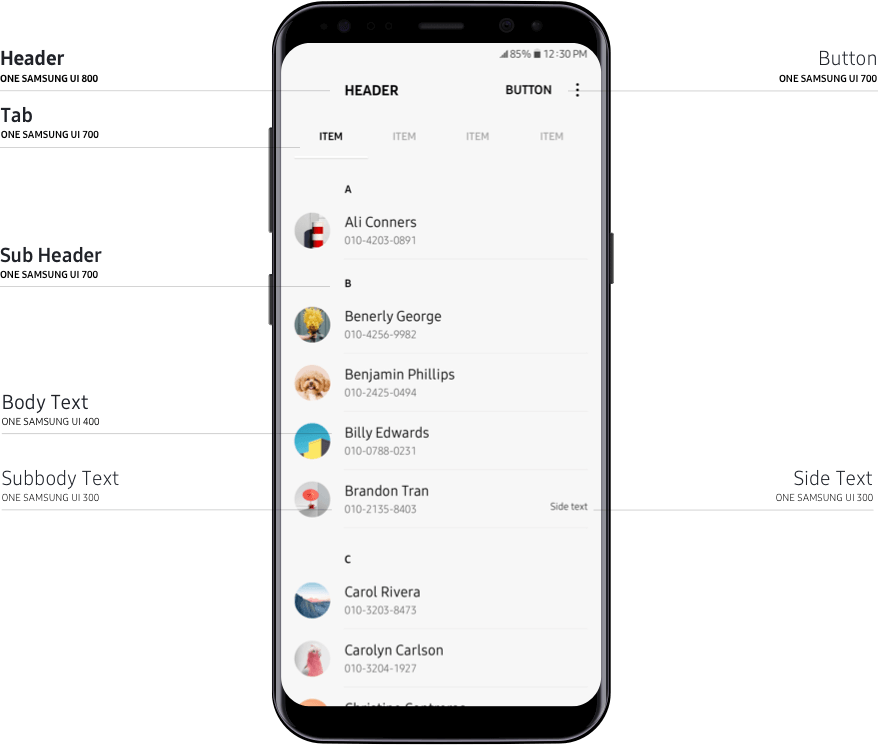 Header
ONE SAMSUNG UI 800
Tab
ONE SAMSUNG UI 700
Sub Header
ONE SAMSUNG UI 700
Body Text
ONE SAMSUNG UI 400
Subbody Text
ONE SAMSUNG UI 300
85% 12:30 PM
HEADER BUTTON
ITEM ITEM ITEM ITEM
A
Ali Conners
010-4203-0891
B
Benerly George
010-4256-9982
Benjamin Phillips
010-2425-0494
Billy Edwards
010-0788-0231
Brandon Tran
010-2135-8403
Side text
C
Carol Rivera
010-3203-8473
Carolyn Carlson
010-3204-1927
Button
ONE SAMSUNG UI 700
Side Text
ONE SAMSUNG UI 300